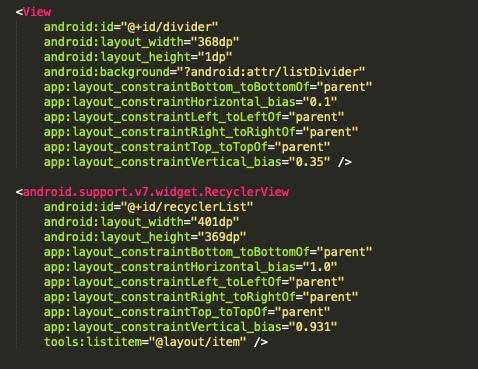 <View
android:id="@+id/divider"
android:layout_width="368dp"
android:layout_height="1dp"
android:background="?android:attr/listDivider"
app:layout_constraintBottom_toBottomOf="parent"
app:layout_constraintHorizontal_bias="0.1"
app:layout_constraintLeft_toLeftOf="parent"
app:layout_constraintRight_toRightOf="parent"
app:layout_constraintTop_toTopOf="parent"
app:layout_constraintVertical_bias="0.35" />
<android.support.v7.widget.RecyclerView
android:id="@+id/recyclerList"
android:layout_width="401dp"
android:layout_height="369dp"
app:layout_constraintBottom_toBottomOf="parent"
app:layout_constraintHorizontal_bias="1.0"
app:layout_constraintLeft_toLeftOf="parent"
app:layout_constraintRight_toRightOf="parent"
app:layout_constraintTop_toTopOf="parent"
app:layout_constraintVertical_bias="0.931"
tools:listitem="@layout/item" />